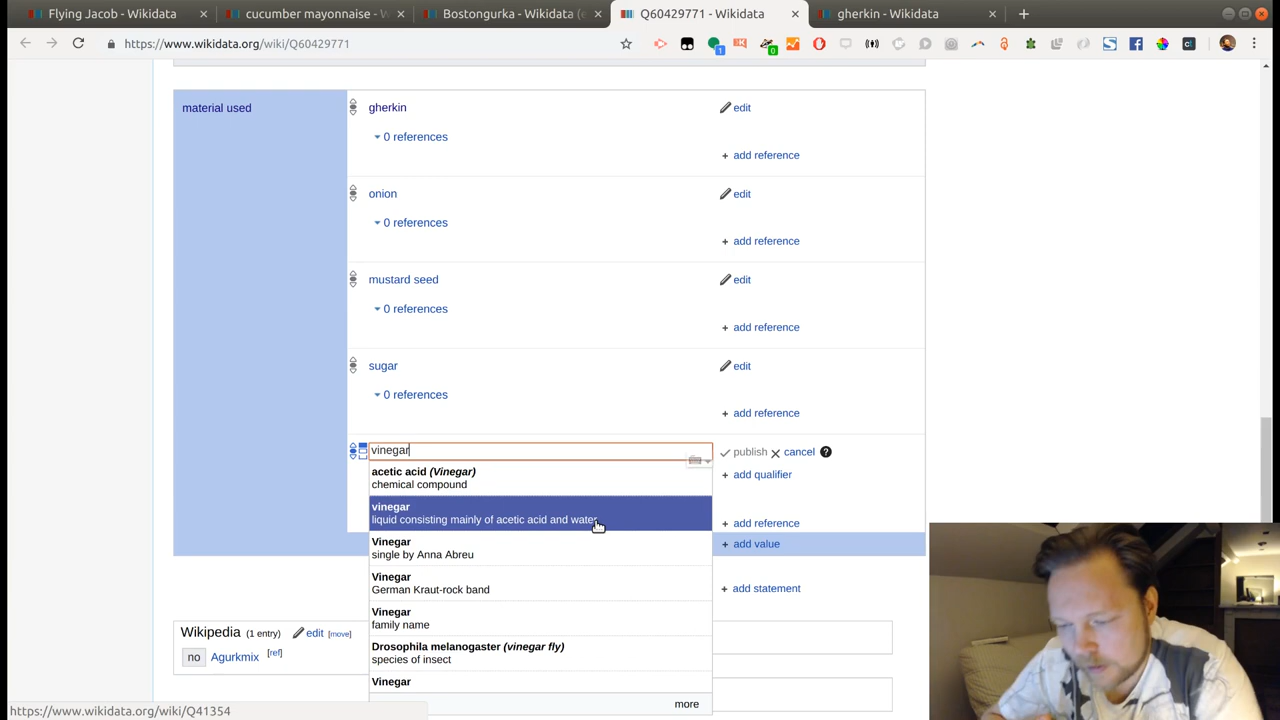 Flying Jacob - Wikidata
cucumber mayonnaise - W
Bostongurka - Wikidata (e
Q60429771 - Wikidata
gherkin - Wikidata
https://www.wikidata.org/wiki/Q60429771
1
0
1
material used
gherkin
edit
0 references
+ add reference
onion
edit
0 references
+ add reference
mustard seed
edit
0 references
+ add reference
sugar
edit
0 references
+ add reference
vinegar
publish cancel ?
acetic acid (Vinegar)
chemical compound
+ add qualifier
vinegar
liquid consisting mainly of acetic acid and water
+ add reference
+ add value
Vinegar
single by Anna Abreu
Vinegar
German Kraut-rock band
+ add statement
Vinegar
family name
Wikipedia (1 entry) edit [move]
no Agurkmix [ref]
Drosophila melanogaster (vinegar fly)
species of insect
Vinegar
more
https://www.wikidata.org/wiki/Q41354